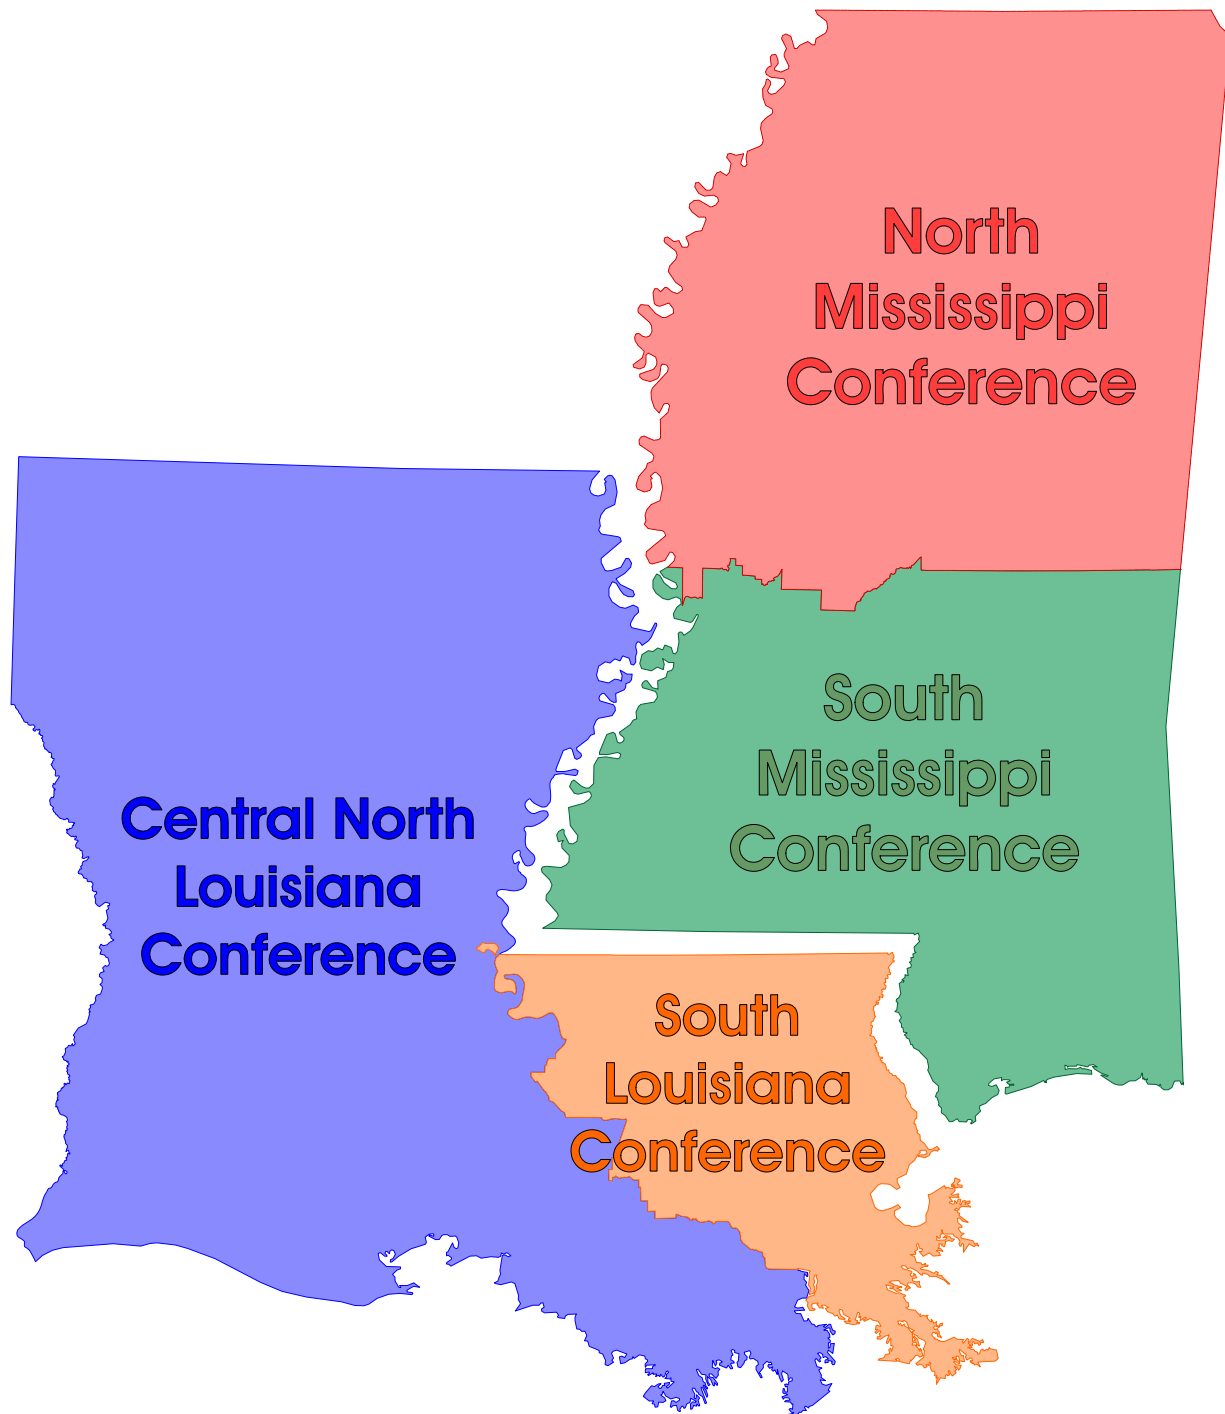 North
Mississippi
Conference
South
Mississippi
Conference
Central North
Louisiana
Conference
South
Louisiana
Conference